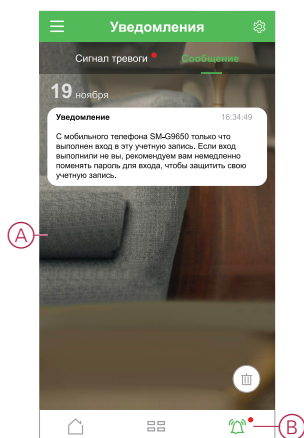 Уведомления
Сигнал тревоги
Сообщение
19 ноября
Уведомление
16:34:49
С мобильного телефона SM-G9650 только что
выполнен вход в эту учетную запись. Если вход
выполнили не вы, рекомендуем вам немедленно
поменять пароль для входа, чтобы защитить свою
учетную запись.
A
B